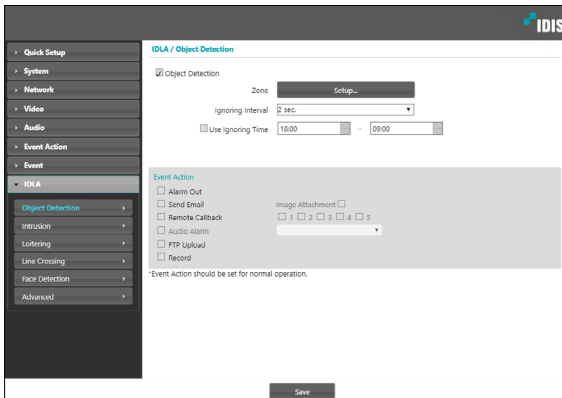 IDIS
Quick Setup
System
Network
Video
Audio
Event Action
Event
IDLA
Object Detection
Intrusion
Loitering
Line Crossing
Face Detection
Advanced
IDLA / Object Detection
Object Detection
Zone Setup...
Ignoring Interval 2 sec.
Use Ignoring Time 18:00 ~ 09:00
Event Action
Alarm Out
Send Email Image Attachment
Remote Callback 1 2 3 4 5
Audio Alarm
FTP Upload
Record
*Event Action should be set for normal operation.
Save